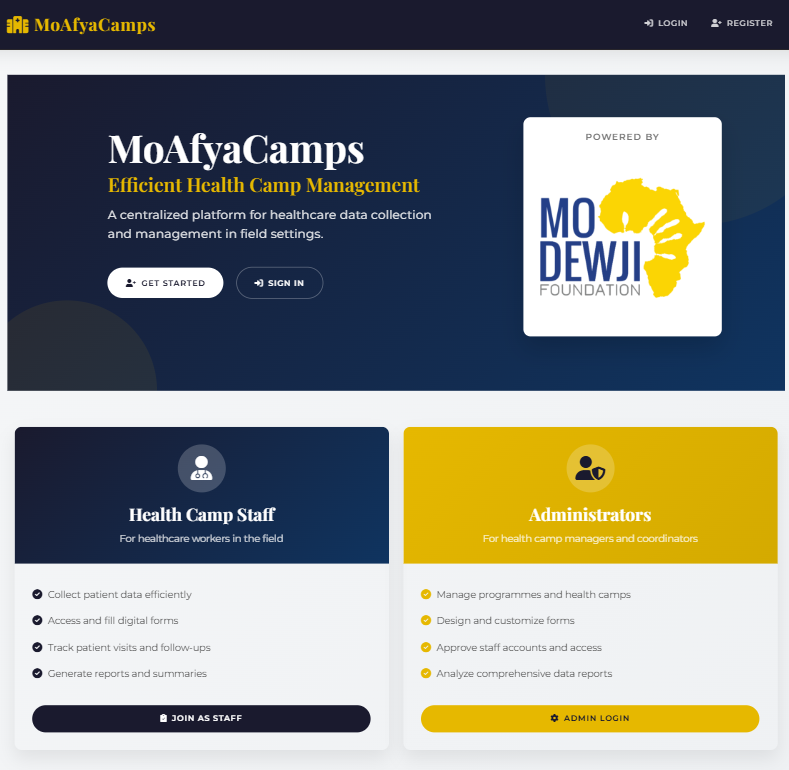 MoAfyaCamps
LOGIN
REGISTER
MoAfyaCamps
Efficient Health Camp Management
A centralized platform for healthcare data collection
and management in field settings.
GET STARTED
SIGN IN
POWERED BY
MO
DEWJI
FOUNDATION
Health Camp Staff
For healthcare workers in the field
Collect patient data efficiently
Access and fill digital forms
Track patient visits and follow-ups
Generate reports and summaries
JOIN AS STAFF
Administrators
For health camp managers and coordinators
Manage programmes and health camps
Design and customize forms
Approve staff accounts and access
Analyze comprehensive data reports
ADMIN LOGIN